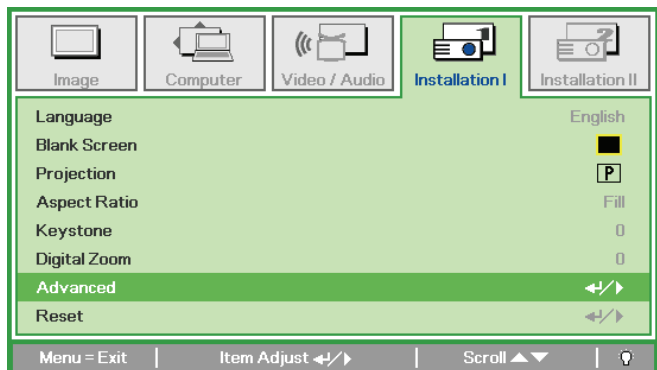 Image Computer Video / Audio Installation I Installation II
Language English
Blank Screen
Projection P
Aspect Ratio Fill
Keystone 0
Digital Zoom 0
Advanced
Reset
Menu = Exit Item Adjust Scroll